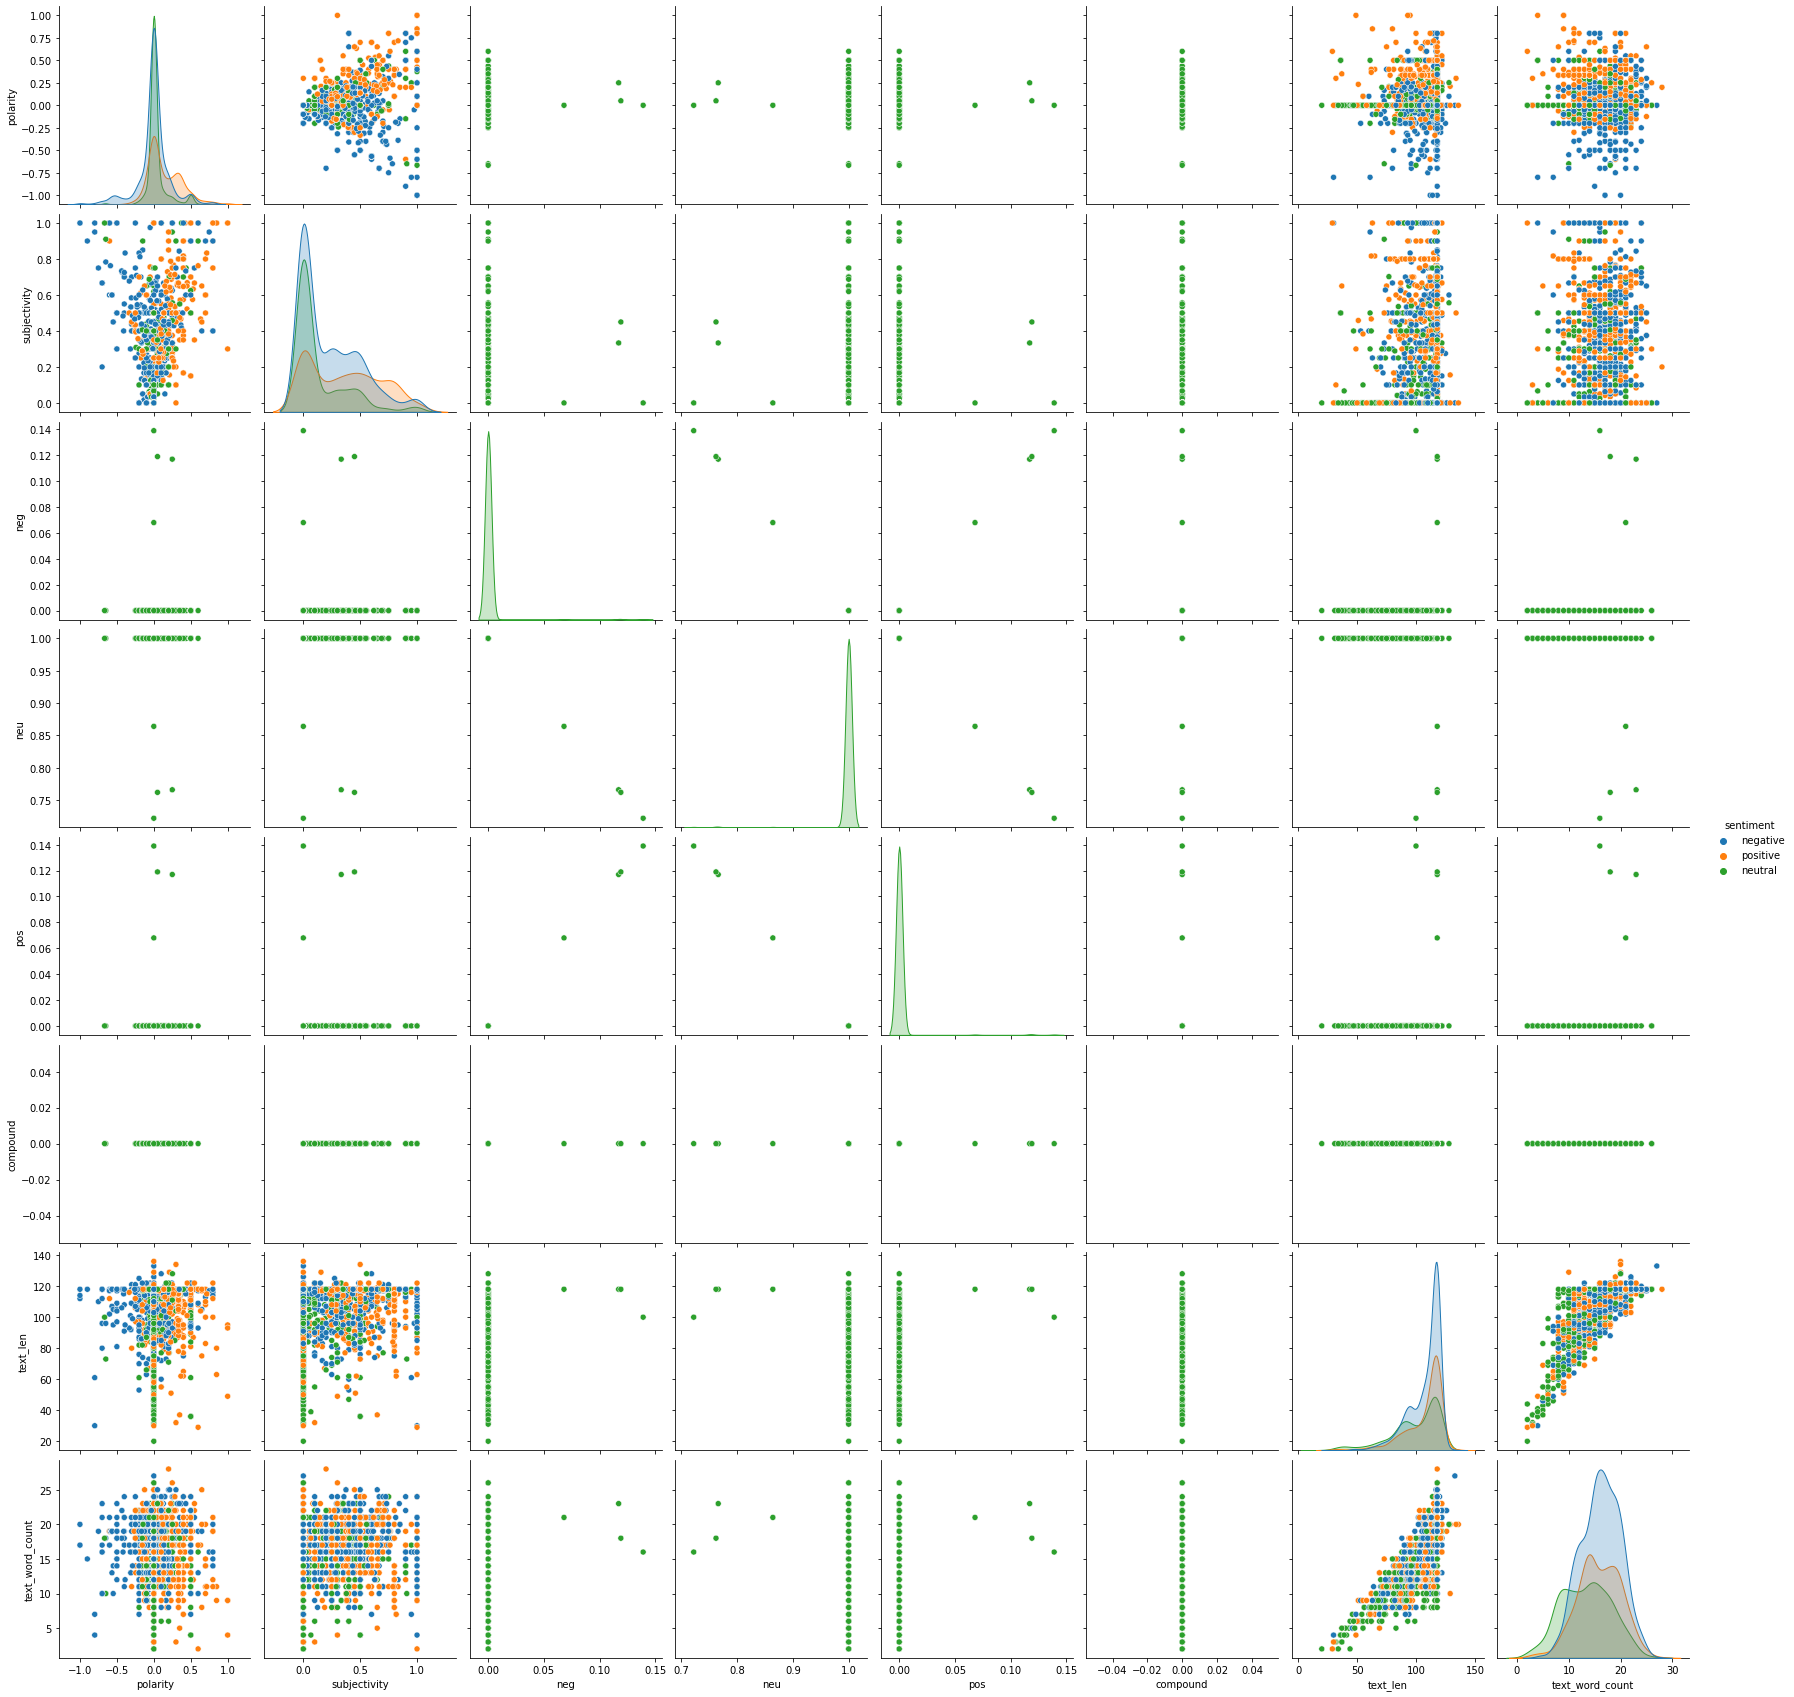 1.00
0.75
0.50
0.25
0.00
−0.25
−0.50
−0.75
−1.00
polarity
1.0
0.8
0.6
0.4
0.2
0.0
subjectivity
0.14
0.12
0.10
0.08
0.06
0.04
0.02
0.00
neg
1.00
0.95
0.90
0.85
0.80
0.75
neu
sentiment
negative
positive
neutral
0.14
0.12
0.10
0.08
0.06
0.04
0.02
0.00
pos
0.04
0.02
0.00
−0.02
−0.04
compound
140
120
100
80
60
40
20
text_len
25
20
15
10
5
text_word_count
−1.0 −0.5 0.0 0.5 1.0
polarity
0.0 0.5 1.0
subjectivity
0.00 0.05 0.10 0.15
neg
0.7 0.8 0.9 1.0
neu
0.00 0.05 0.10 0.15
pos
−0.04 −0.02 0.00 0.02 0.04
compound
0 50 100 150
text_len
0 10 20 30
text_word_count